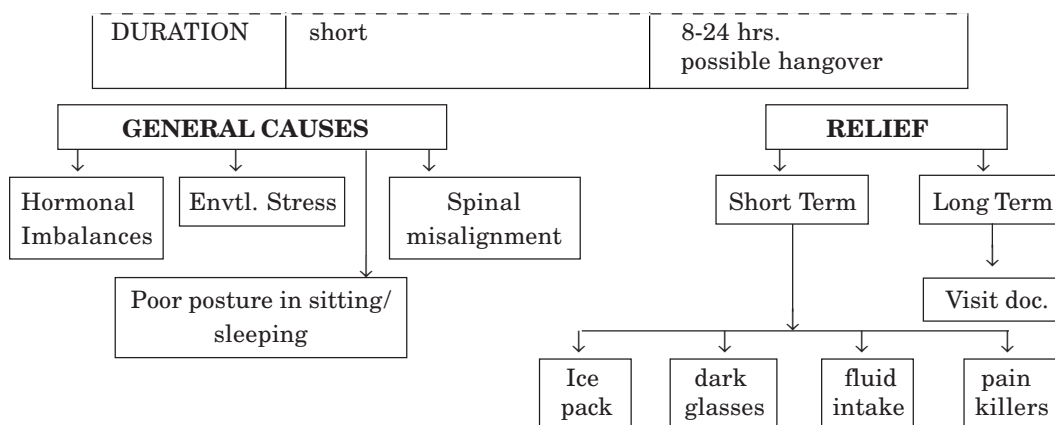 DURATION short 8-24 hrs.
possible hangover
GENERAL CAUSES
Hormonal
Imbalances
Envtl. Stress
Spinal
misalignment
Poor posture in sitting/
sleeping
RELIEF
Short Term
Long Term
Visit doc.
Ice
pack
dark
glasses
fluid
intake
pain
killers